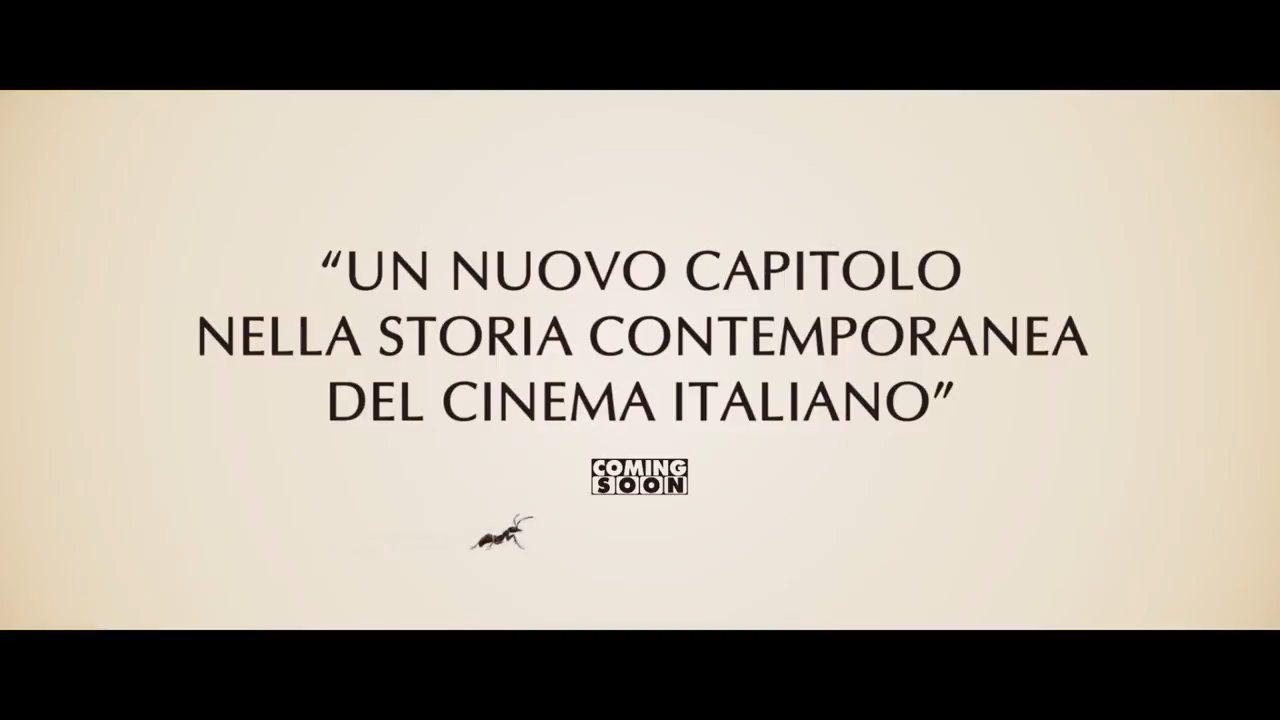 “UN NUOVO CAPITOLO
NELLA STORIA CONTEMPORANEA
DEL CINEMA ITALIANO”
COMING
SOON